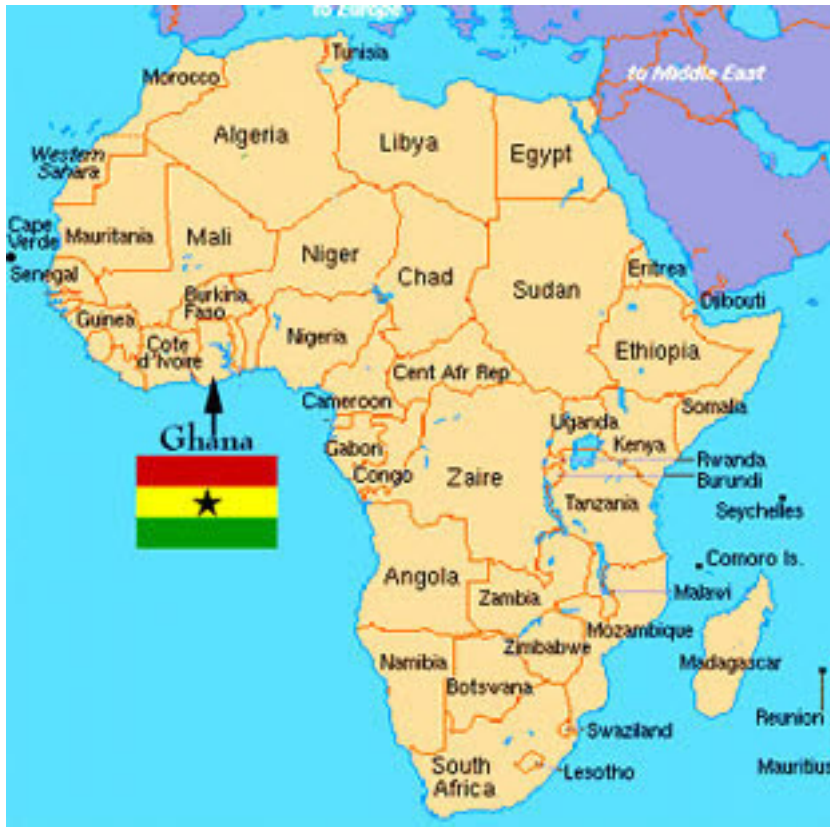 to Europe
Tunisia
to Middle East
Morocco
Algeria
Libya
Egypt
Western
Sahara
Cape
Verde
Mauritania
Mali
Niger
Chad
Sudan
Eritrea
Senegal
Djibouti
Burkina
Faso
Guinea
Nigeria
Cote
d'Ivoire
Ethiopia
Cent Afr Rep
Cameroon
Somalia
Uganda
Ghana
Kenya
Gabon
Rwanda
Congo
Zaire
Burundi
Tanzania
Seychelles
Comoro Is.
Angola
Malawi
Zambia
Mozambique
Zimbabwe
Namibia
Madagascar
Botswana
Reunion
Swaziland
South
Africa
Lesotho
Mauritius